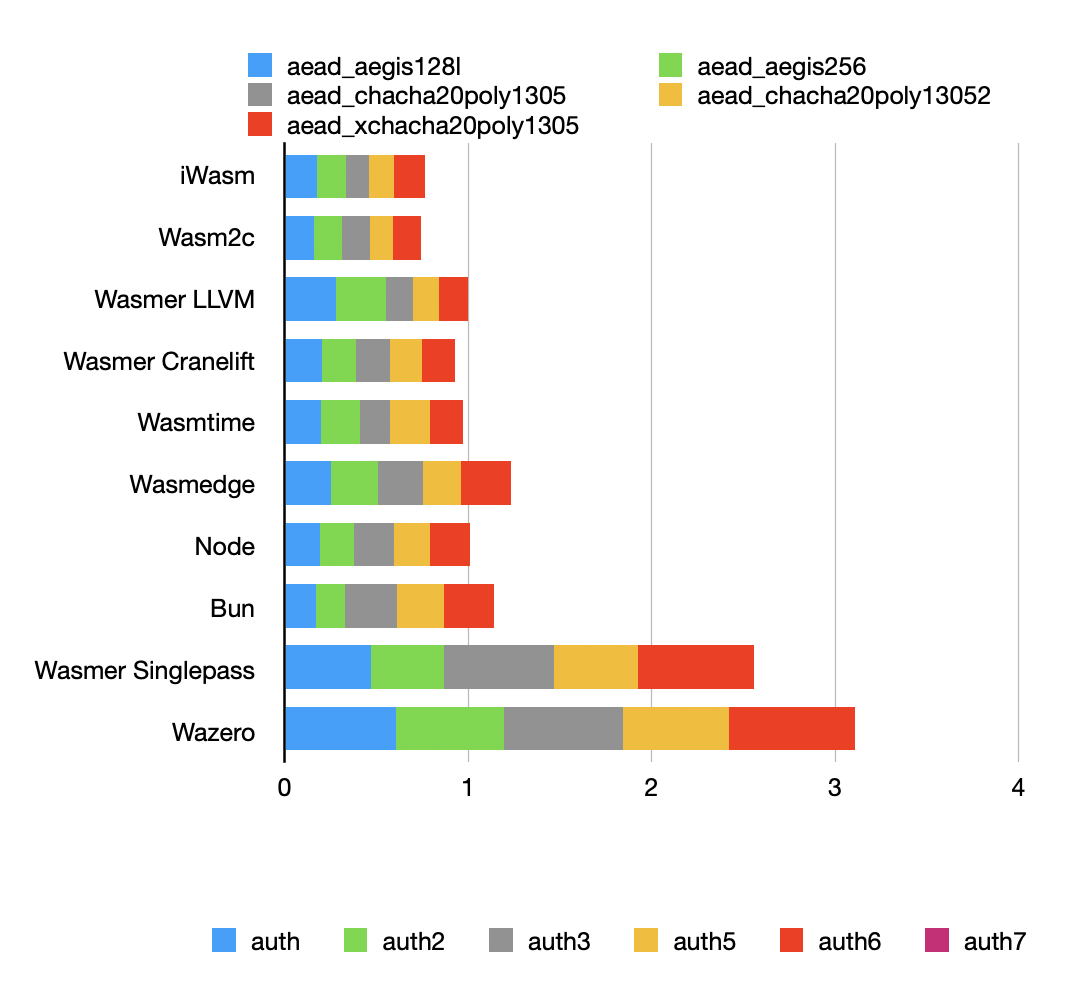 aead_aegis128l aead_aegis256
aead_chacha20poly1305 aead_chacha20poly13052
aead_xchacha20poly1305
iWasm
Wasm2c
Wasmer LLVM
Wasmer Cranelift
Wasmtime
Wasmedge
Node
Bun
Wasmer Singlepass
Wazero
0 1 2 3 4
auth auth2 auth3 auth5 auth6 auth7